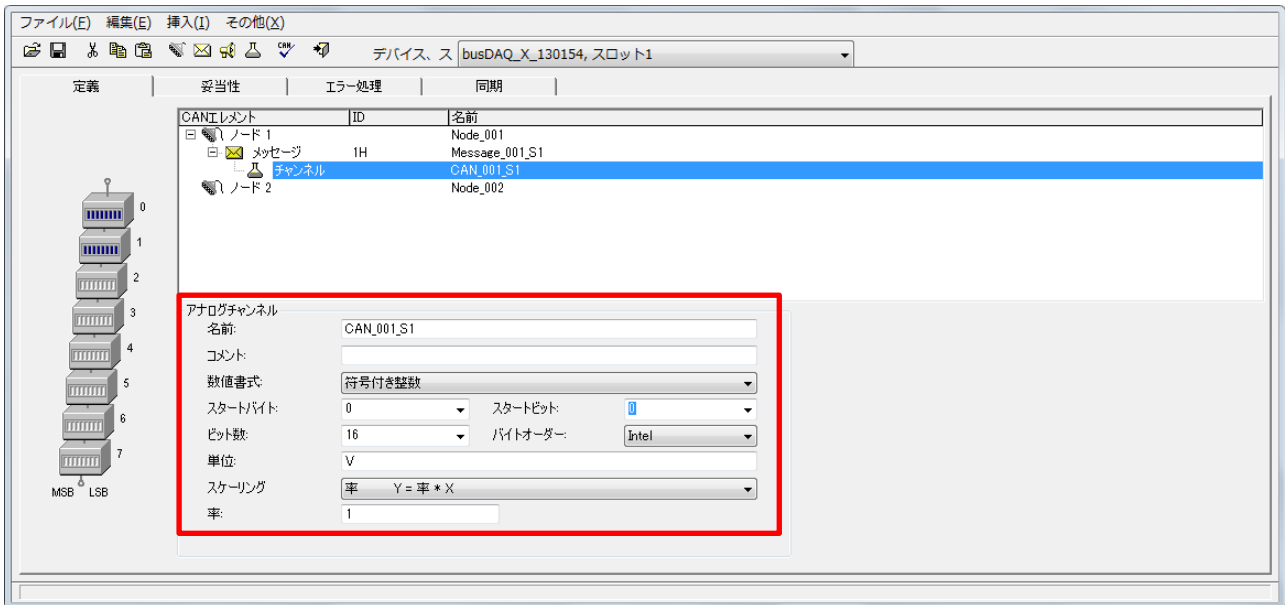 ファイル(F) 編集(E) 挿入(I) その他(X)
CAN デバイス、ス busDAQ_X_130154, スロット1
定義 妥当性 エラー処理 同期
CANエレメント ID 名前
ノード 1 Node_001
メッセージ 1H Message_001_S1
チャンネル CAN_001_S1
ノード 2 Node_002
0
1
2
3
4
5
6
7
MSB LSB
アナログチャンネル
名前: CAN_001_S1
コメント:
数値書式: 符号付き整数
スタートバイト: 0 スタートビット: 0
ビット数: 16 バイトオーダー: Intel
単位: V
スケーリング 率 Y = 率 * X
率: 1